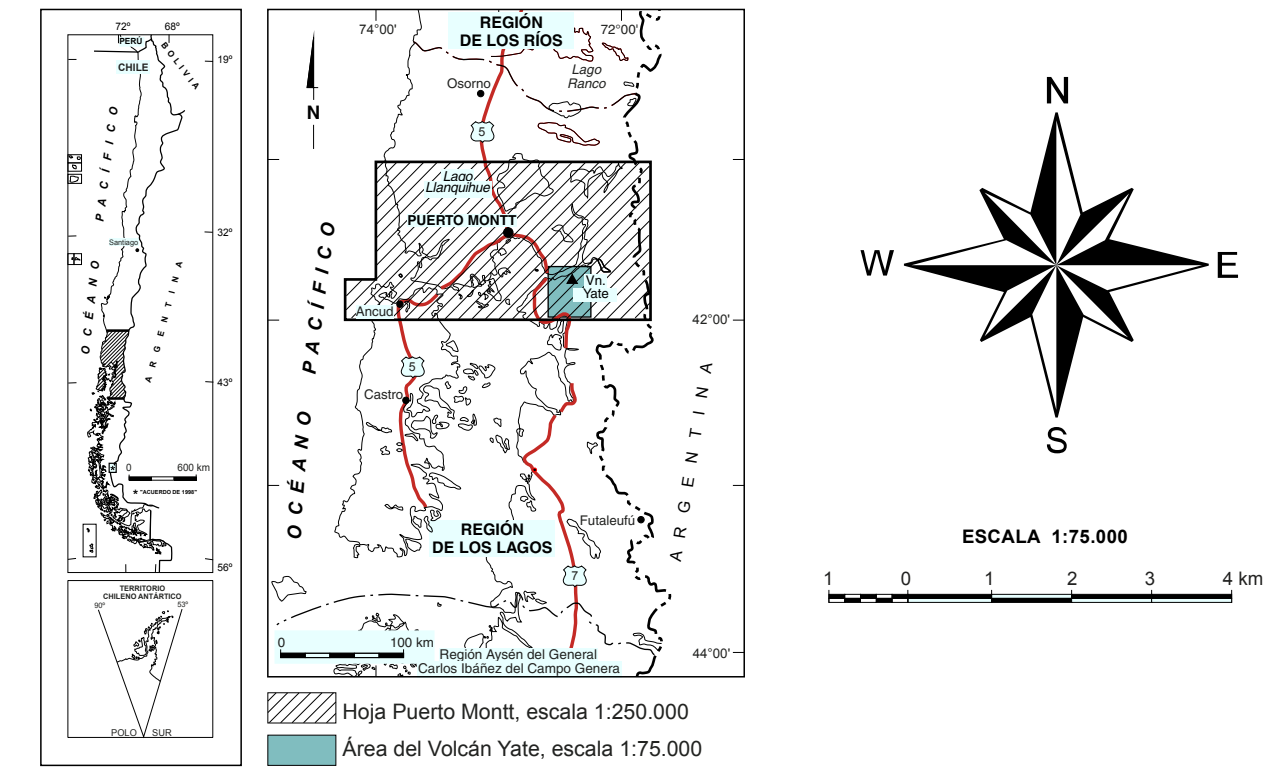 72°
68°
PERÚ
BOLIVIA
19°
CHILE
OCÉANO PACÍFICO
Santiago
32°
ARGENTINA
43°
0 600 km
* "ACUERDO DE 1998"
56°
TERRITORIO
CHILENO ANTÁRTICO
90° 53°
POLO SUR
74°00'
REGIÓN
DE LOS RÍOS
72°00'
Lago
Ranco
Osorno
N
5
Lago
Llanquihue
PUERTO MONTT
Vn.
Yate
Ancud
42°00'
OCÉANO PACÍFICO
5
Castro
ARGENTINA
Futaleufú
REGIÓN
DE LOS LAGOS
7
0 100 km
Región Aysén del General
Carlos Ibáñez del Campo Genera
44°00'
Hoja Puerto Montt, escala 1:250.000
Área del Volcán Yate, escala 1:75.000
N
W
E
S
ESCALA 1:75.000
1 0 1 2 3 4 km